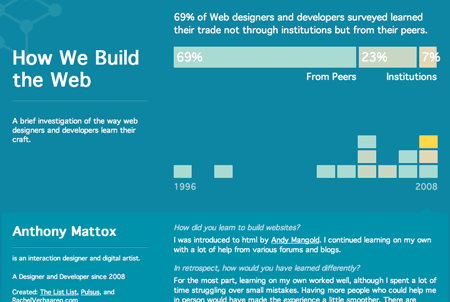 69% of Web designers and developers surveyed learned
their trade not through institutions but from their peers.
How We Build
the Web
69%
23%
7%
From Peers
Institutions
A brief investigation of the way web
designers and developers learn their
craft.
1996
2008
Anthony Mattox
is an interaction designer and digital artist.
A Designer and Developer since 2008
Created: The List List, Pulsus, and
RachelVerhaaren.com
How did you learn to build websites?
I was introduced to html by Andy Mangold. I continued learning on my own
with a lot of help from various forums and blogs.
In retrospect, how would you have learned differently?
For the most part, learning on my own worked well, although I spent a lot of
time struggling over small mistakes. Having more people who could help me
in person would have made the experience a little smoother. There are